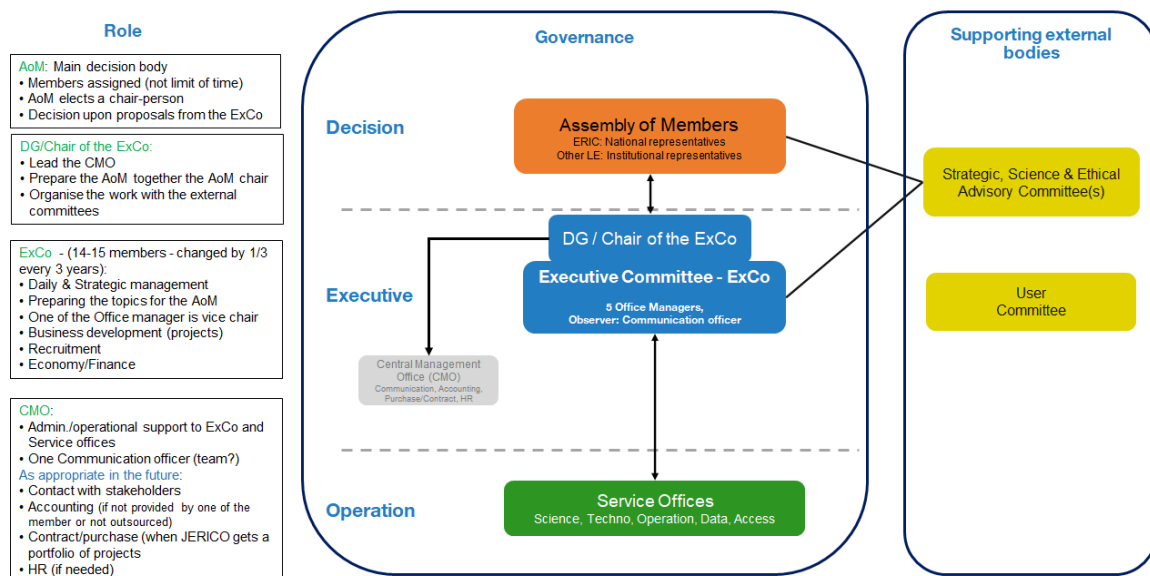 Role
AoM: Main decision body
• Members assigned (not limit of time)
• AoM elects a chair-person
• Decision upon proposals from the ExCo
DG/Chair of the ExCo:
• Lead the CMO
• Prepare the AoM together the AoM chair
• Organise the work with the external
committees
ExCo - (14-15 members - changed by 1/3
every 3 years):
• Daily & Strategic management
• Preparing the topics for the AoM
• One of the Office manager is vice chair
• Business development (projects)
• Recruitment
• Economy/Finance
CMO:
• Admin./operational support to ExCo and
Service offices
• One Communication officer (team?)
As appropriate in the future:
• Contact with stakeholders
• Accounting (if not provided by one of the
member or not outsourced)
• Contract/purchase (when JERICO gets a
portfolio of projects
• HR (if needed)
Governance
Decision
Assembly of Members
ERIC: National representatives
Other LE: Institutional representatives
Executive
DG / Chair of the ExCo
Executive Committee - ExCo
5 Office Managers,
Observer: Communication officer
Central Management
Office (CMO)
Communication, Accounting,
Purchase/Contract, HR
Operation
Service Offices
Science, Techno, Operation, Data, Access
Supporting external
bodies
Strategic, Science & Ethical
Advisory Committee(s)
User
Committee